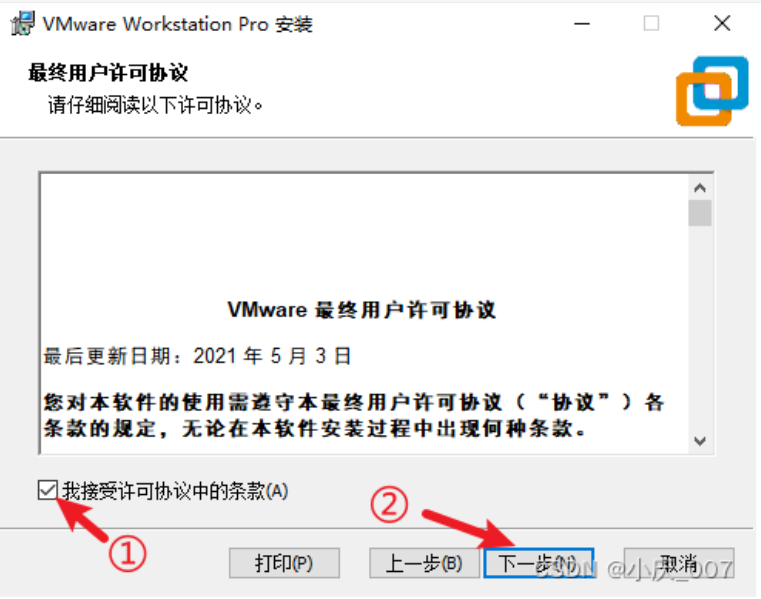 VMware Workstation Pro 安装
最终用户许可协议
请仔细阅读以下许可协议。
VMware 最终用户许可协议
最后更新日期：2021 年 5 月 3 日
您对本软件的使用需遵守本最终用户许可协议（“协议”）各
条款的规定，无论在本软件安装过程中出现何种条款。
我接受许可协议中的条款(A)
①
②
打印(P) 上一步(B) 下一步(N) 取消
CSDN @小 _007